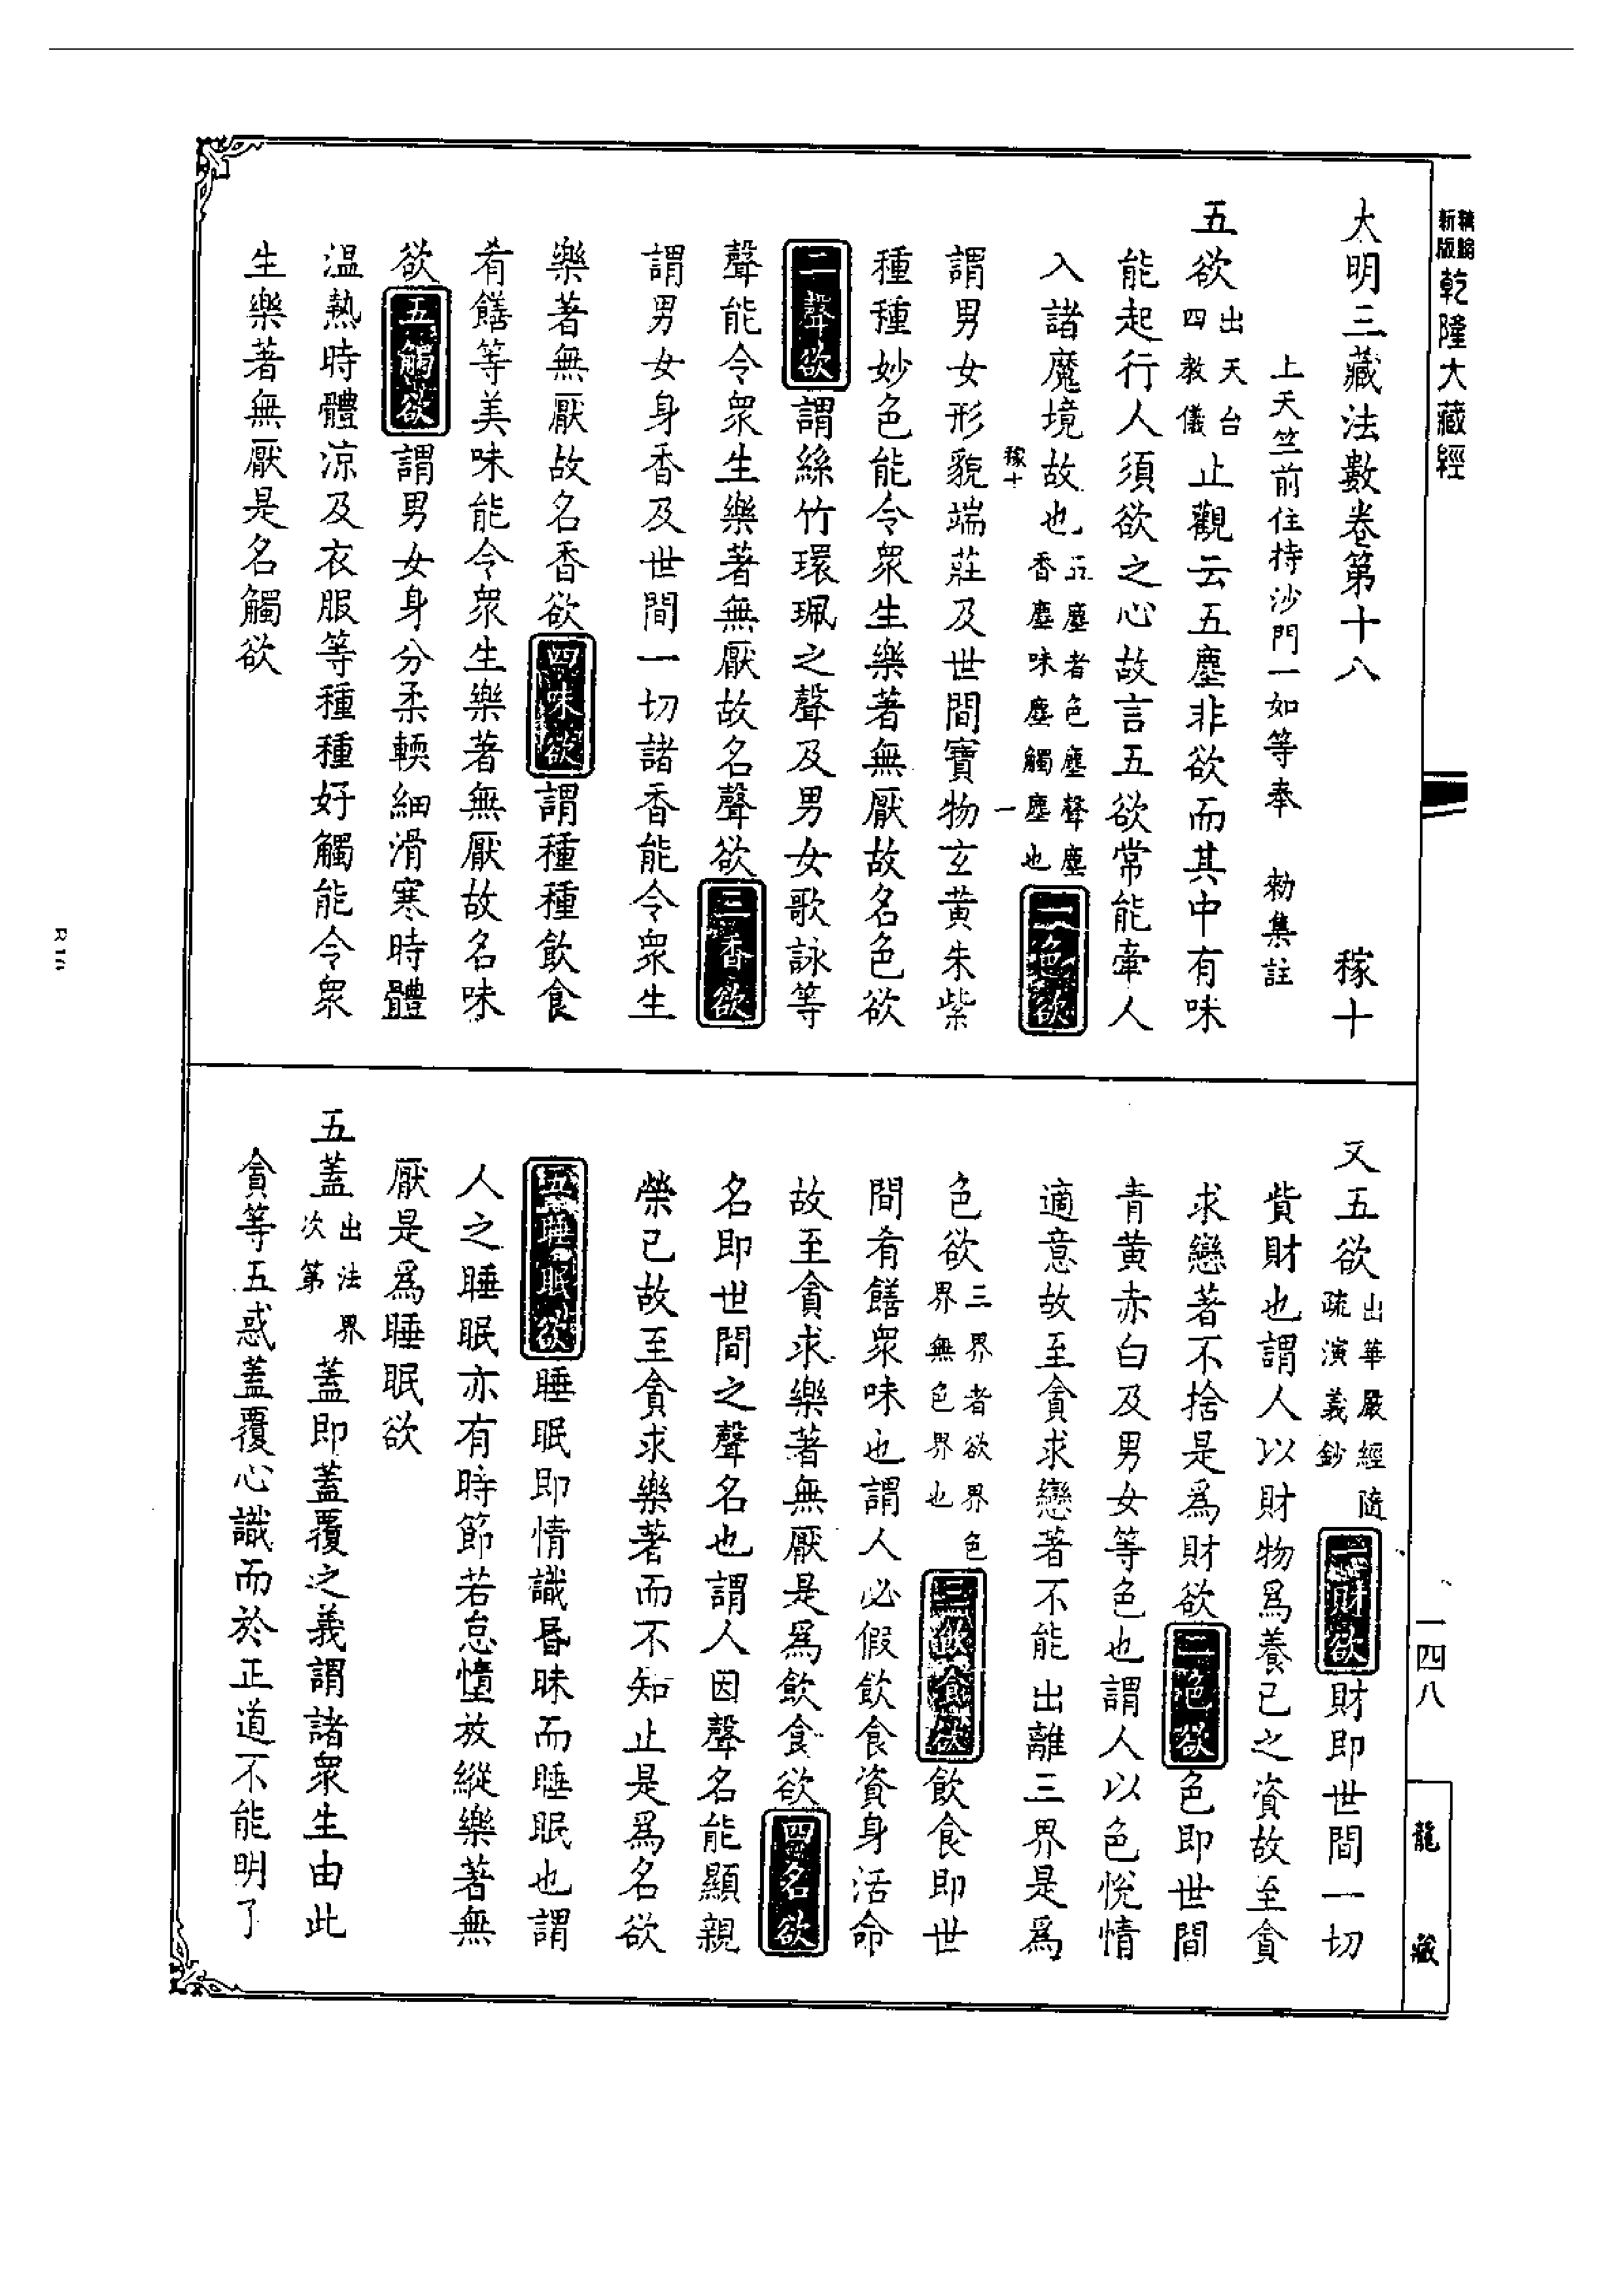 精縮新版乾隆大藏經
大明三藏法數卷第十八 稼十
上天竺前住持沙門一如等奉 勅集註
五欲出天台四教儀止觀云五塵非欲而其中有味
能起行人須欲之心故言五欲常能牽人
入諸魔境故也五塵者色塵聲塵香塵味塵觸塵也一色欲
稼十 一
謂男女形貌端莊及世間寶物玄黄朱紫
種種妙色能令衆生樂著無厭故名色欲
二聲欲謂絲竹環珮之聲及男女歌詠等
聲能令衆生樂著無厭故名聲欲三香欲
謂男女身香及世間一切諸香能令衆生
樂著無厭故名香欲四味欲謂種種飲食
肴饍等美味能令衆生樂著無厭故名味
欲五觸欲謂男女身分柔輭細滑寒時體
温熱時體凉及衣服等種種好觸能令衆
生樂著無厭是名觸欲
又五欲出華嚴經隨疏演義鈔一財欲財即世間一切
貲財也謂人以財物爲養己之資故至貪
求戀著不捨是爲財欲二色欲色即世間
青黄赤白及男女等色也謂人以色悅情
適意故至貪求戀著不能出離三界是爲
色欲三界者欲界色界無色界也三飲食欲飲食即世
間肴饍衆味也謂人必假飲食資身活命
故至貪求樂著無厭是爲飲食欲四名欲
名即世間之聲名也謂人因聲名能顯親
榮己故至貪求樂著而不知止是爲名欲
五睡眠欲睡眠即情識昏昧而睡眠也謂
人之睡眠亦有時節若怠惰放縱樂著無
厭是爲睡眠欲
五蓋出法界次第蓋即蓋覆之義謂諸衆生由此
貪等五惑蓋覆心識而於正道不能明了
一四八
龍藏